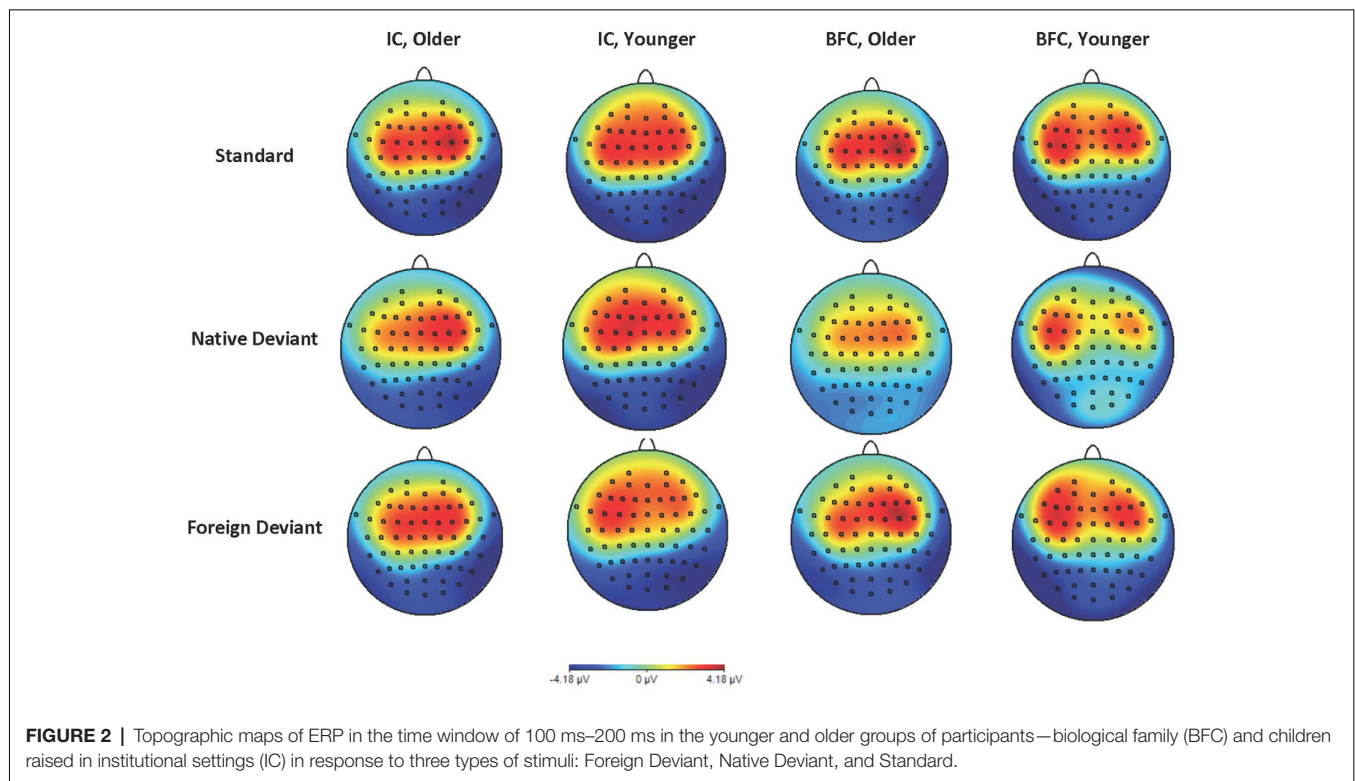 IC, Older IC, Younger BFC, Older BFC, Younger
Standard
Native Deviant
Foreign Deviant
-4.18 µV 0 µV 4.18 µV
FIGURE 2 | Topographic maps of ERP in the time window of 100 ms–200 ms in the younger and older groups of participants—biological family (BFC) and children
raised in institutional settings (IC) in response to three types of stimuli: Foreign Deviant, Native Deviant, and Standard.